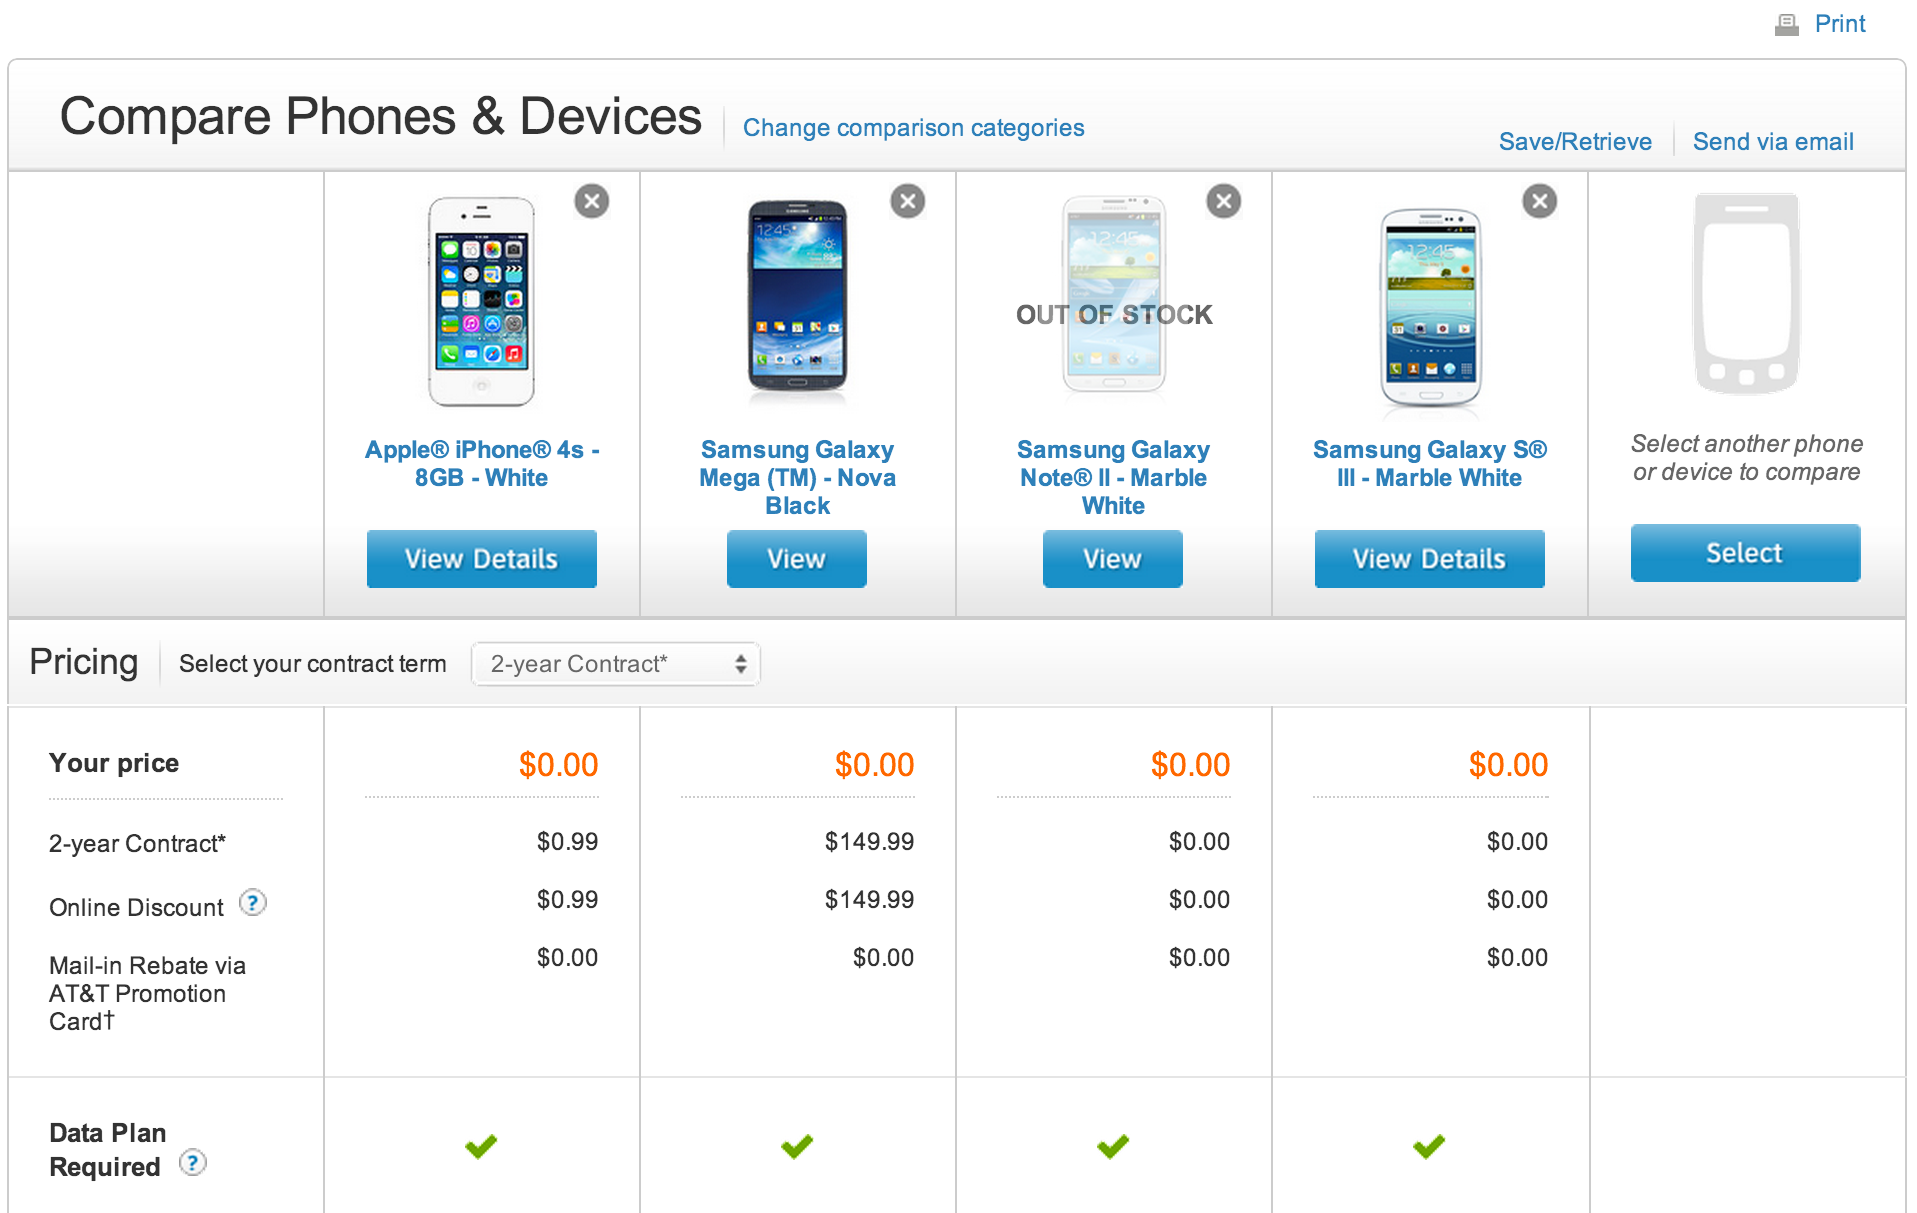 Print
Compare Phones & Devices
Change comparison categories
Save/Retrieve
Send via email
OUT OF STOCK
Apple® iPhone® 4s -
8GB - White
View Details
Samsung Galaxy
Mega (TM) - Nova
Black
View
Samsung Galaxy
Note® II - Marble
White
View
Samsung Galaxy S®
III - Marble White
View Details
Select another phone
or device to compare
Select
Pricing
Select your contract term
2-year Contract*
Your price
$0.00 $0.00 $0.00 $0.00
2-year Contract* $0.99 $149.99 $0.00 $0.00
Online Discount ? $0.99 $149.99 $0.00 $0.00
Mail-in Rebate via
AT&T Promotion
Card†
$0.00 $0.00 $0.00 $0.00
Data Plan
Required ?